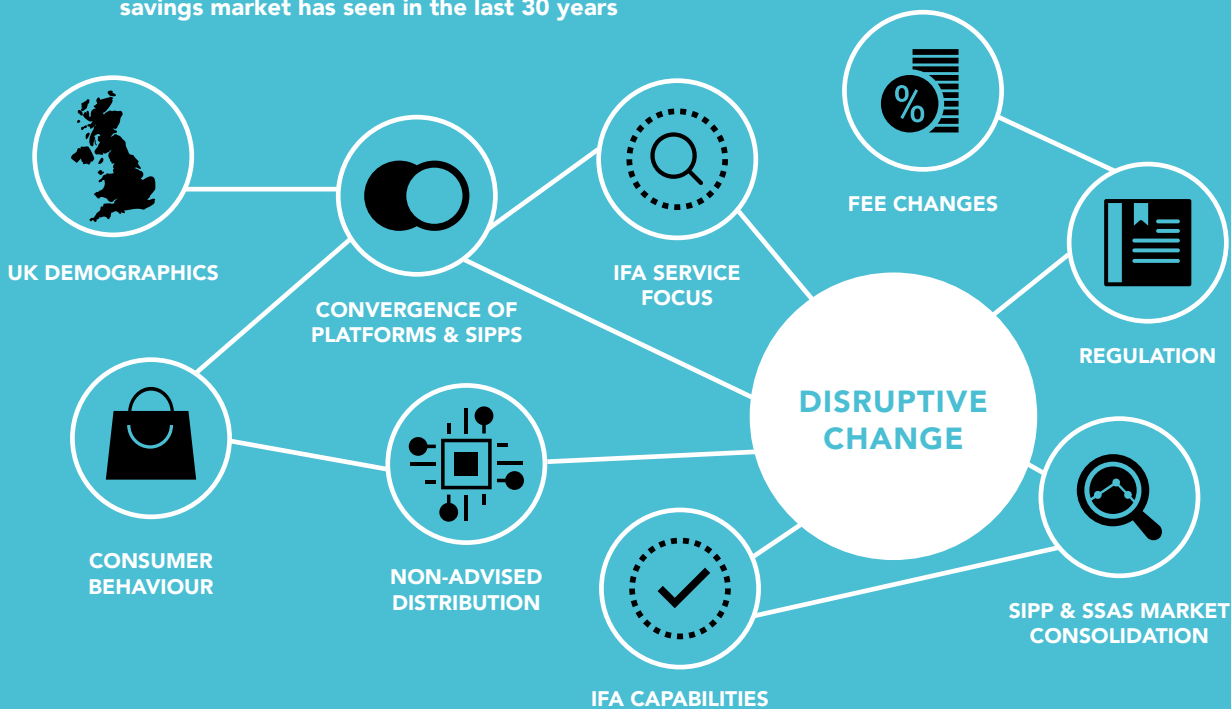 savings market has seen in the last 30 years
%
FEE CHANGES
UK DEMOGRAPHICS
IFA SERVICE
FOCUS
CONVERGENCE OF
PLATFORMS & SIPPS
REGULATION
DISRUPTIVE
CHANGE
CONSUMER
BEHAVIOUR
NON-ADVISED
DISTRIBUTION
SIPP & SSAS MARKET
CONSOLIDATION
IFA CAPABILITIES